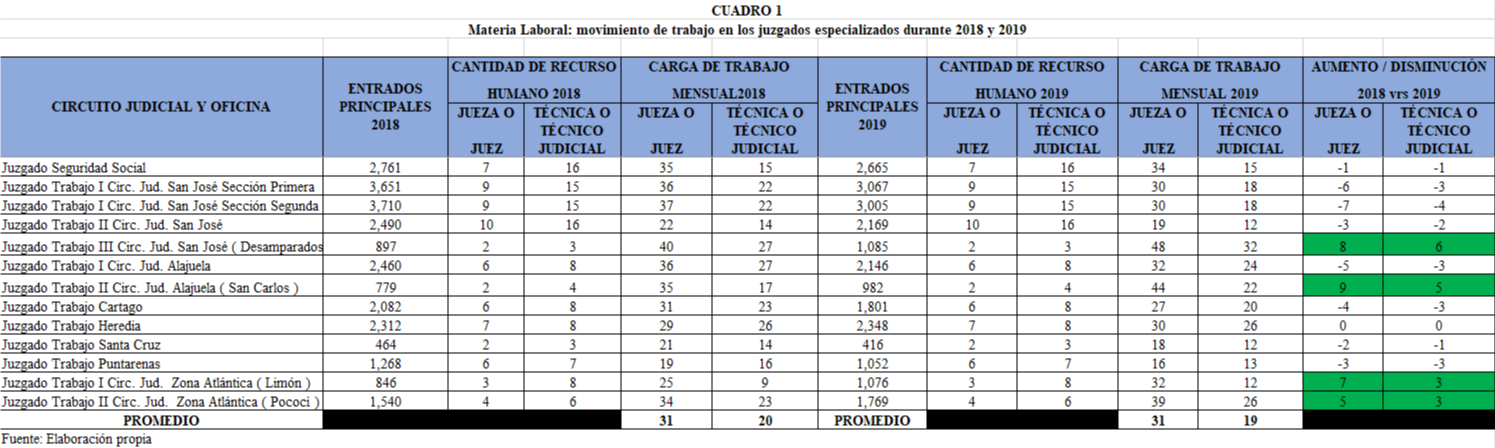 CUADRO 1
Materia Laboral: movimiento de trabajo en los juzgados especializados durante 2018 y 2019
CIRCUITO JUDICIAL Y OFICINA ENTRADOS PRINCIPALES 2018 CANTIDAD DE RECURSO HUMANO 2018 CARGA DE TRABAJO MENSUAL2018 ENTRADOS PRINCIPALES 2019 CANTIDAD DE RECURSO HUMANO 2019 CARGA DE TRABAJO MENSUAL 2019 AUMENTO / DISMINUCIÓN 2018 vrs 2019
JUEZA O JUEZ TÉCNICA O TÉCNICO JUDICIAL JUEZA O JUEZ TÉCNICA O TÉCNICO JUDICIAL JUEZA O JUEZ TÉCNICA O TÉCNICO JUDICIAL JUEZA O JUEZ TÉCNICA O TÉCNICO JUDICIAL JUEZA O JUEZ TÉCNICA O TÉCNICO JUDICIAL
Juzgado Seguridad Social 2,761 7 16 35 15 2,665 7 16 34 15 -1 -1
Juzgado Trabajo I Circ. Jud. San José Sección Primera 3,651 9 15 36 22 3,067 9 15 30 18 -6 -3
Juzgado Trabajo I Circ. Jud. San José Sección Segunda 3,710 9 15 37 22 3,005 9 15 30 18 -7 -4
Juzgado Trabajo II Circ. Jud. San José 2,490 10 16 22 14 2,169 10 16 19 12 -3 -2
Juzgado Trabajo III Circ. Jud. San José ( Desamparados 897 2 3 40 27 1,085 2 3 48 32 8 6
Juzgado Trabajo I Circ. Jud. Alajuela 2,460 6 8 36 27 2,146 6 8 32 24 -5 -3
Juzgado Trabajo II Circ. Jud. Alajuela ( San Carlos ) 779 2 4 35 17 982 2 4 44 22 9 5
Juzgado Trabajo Cartago 2,082 6 8 31 23 1,801 6 8 27 20 -4 -3
Juzgado Trabajo Heredia 2,312 7 8 29 26 2,348 7 8 30 26 0 0
Juzgado Trabajo Santa Cruz 464 2 3 21 14 416 2 3 18 12 -2 -1
Juzgado Trabajo Puntarenas 1,268 6 7 19 16 1,052 6 7 16 13 -3 -3
Juzgado Trabajo I Circ. Jud. Zona Atlántica ( Limón ) 846 3 8 25 9 1,076 3 8 32 12 7 3
Juzgado Trabajo II Circ. Jud. Zona Atlántica ( Pococi ) 1,540 4 6 34 23 1,769 4 6 39 26 5 3
PROMEDIO 31 20 PROMEDIO 31 19
Fuente: Elaboración propia